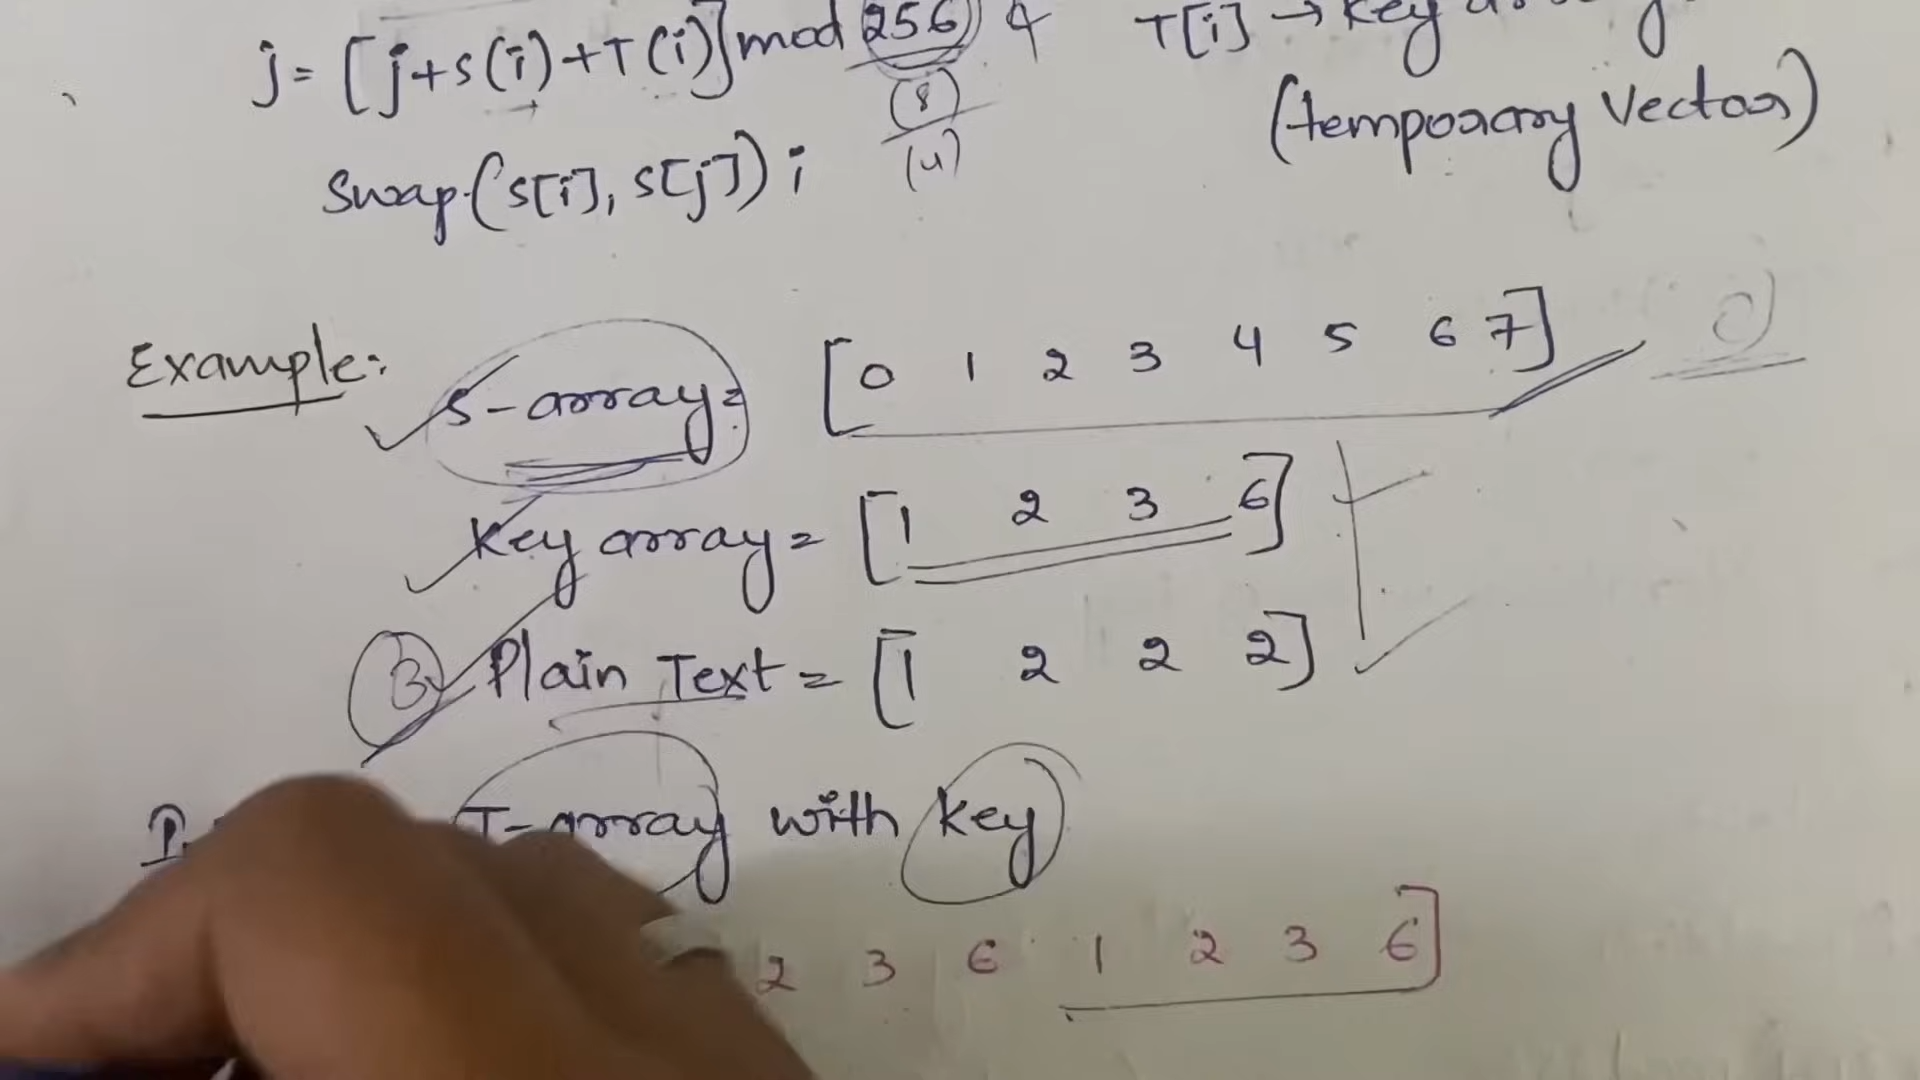 j = [j+s(i)+T(i)] mod 256
(8)
(4)
T[i] → Key
(temporary Vector)
Swap(s[i], s[j]);
Example:
S-array = [0 1 2 3 4 5 6 7]
Key array = [1 2 3 6]
3 Plain Text = [1 2 2 2]
T-array with key
2 3 6 1 2 3 6]